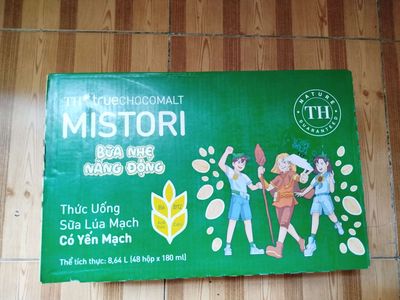 TH true CHOCOMALT
MISTORI
BỮA NHẸ
NĂNG ĐỘNG
Thức Uống
Sữa Lúa Mạch
Có Yến Mạch
Thể tích thực: 8,64 L (48 hộp x 180 ml)
NATURE
TH
GUARANTEE